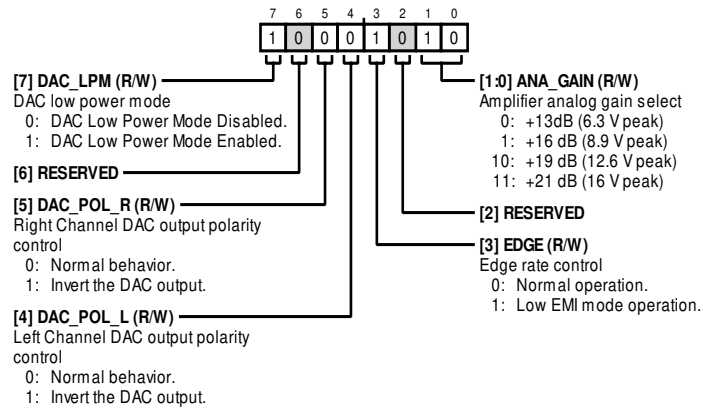 7 6 5 4 3 2 1 0
1 0 0 0 1 0 1 0
[7] DAC_LPM (R/W)
DAC low power mode
0: DAC Low Power Mode Disabled.
1: DAC Low Power Mode Enabled.
[6] RESERVED
[5] DAC_POL_R (R/W)
Right Channel DAC output polarity
control
0: Normal behavior.
1: Invert the DAC output.
[4] DAC_POL_L (R/W)
Left Channel DAC output polarity
control
0: Normal behavior.
1: Invert the DAC output.
[1:0] ANA_GAIN (R/W)
Amplifier analog gain select
0: +13dB (6.3 V peak)
1: +16 dB (8.9 V peak)
10: +19 dB (12.6 V peak)
11: +21 dB (16 V peak)
[2] RESERVED
[3] EDGE (R/W)
Edge rate control
0: Normal operation.
1: Low EMI mode operation.